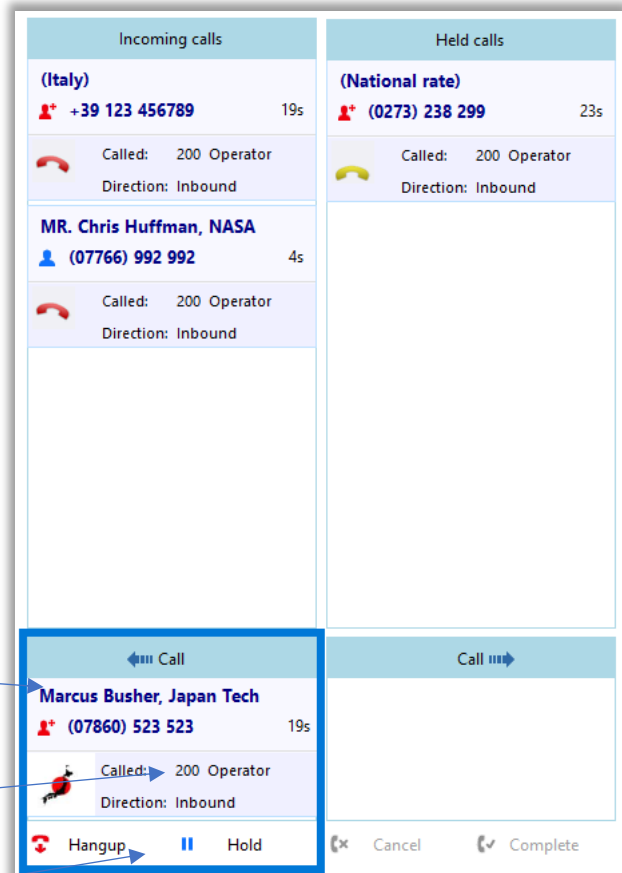 Incoming calls
(Italy)
+39 123 456789 19s
Called: 200 Operator
Direction: Inbound
MR. Chris Huffman, NASA
(07766) 992 992 4s
Called: 200 Operator
Direction: Inbound
Held calls
(National rate)
(0273) 238 299 23s
Called: 200 Operator
Direction: Inbound
Call
Marcus Busher, Japan Tech
(07860) 523 523 19s
Called: 200 Operator
Direction: Inbound
Hangup Hold
Call
Cancel Complete